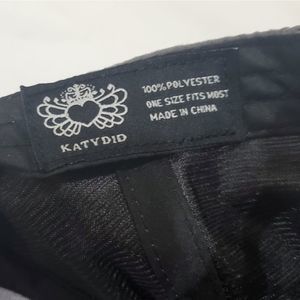 KATYDID
100% POLYESTER
ONE SIZE FITS MOST
MADE IN CHINA